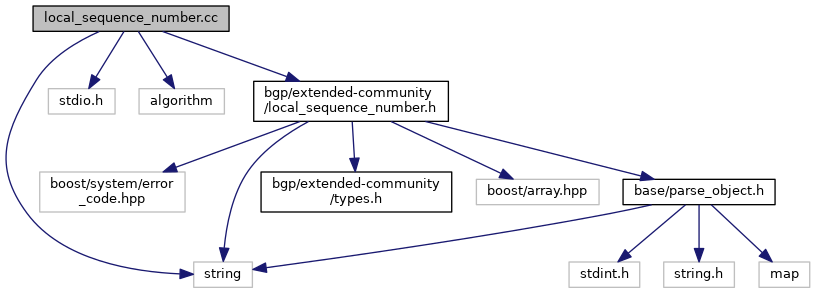 local_sequence_number.cc
stdio.h
algorithm
bgp/extended-community
/local_sequence_number.h
boost/system/error
_code.hpp
bgp/extended-community
/types.h
boost/array.hpp
base/parse_object.h
string
stdint.h
string.h
map